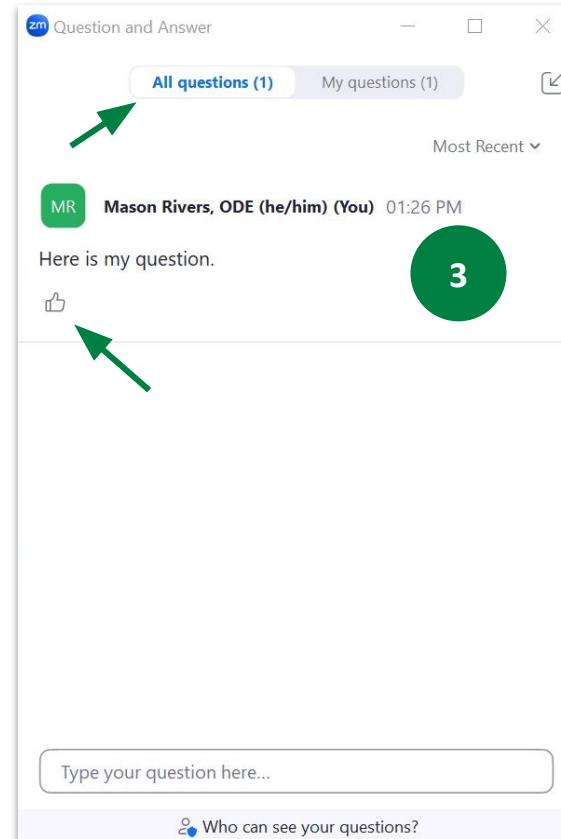 zm Question and Answer
All questions (1) My questions (1)
Most Recent
MR Mason Rivers, ODE (he/him) (You) 01:26 PM
Here is my question.
3
Type your question here...
Who can see your questions?